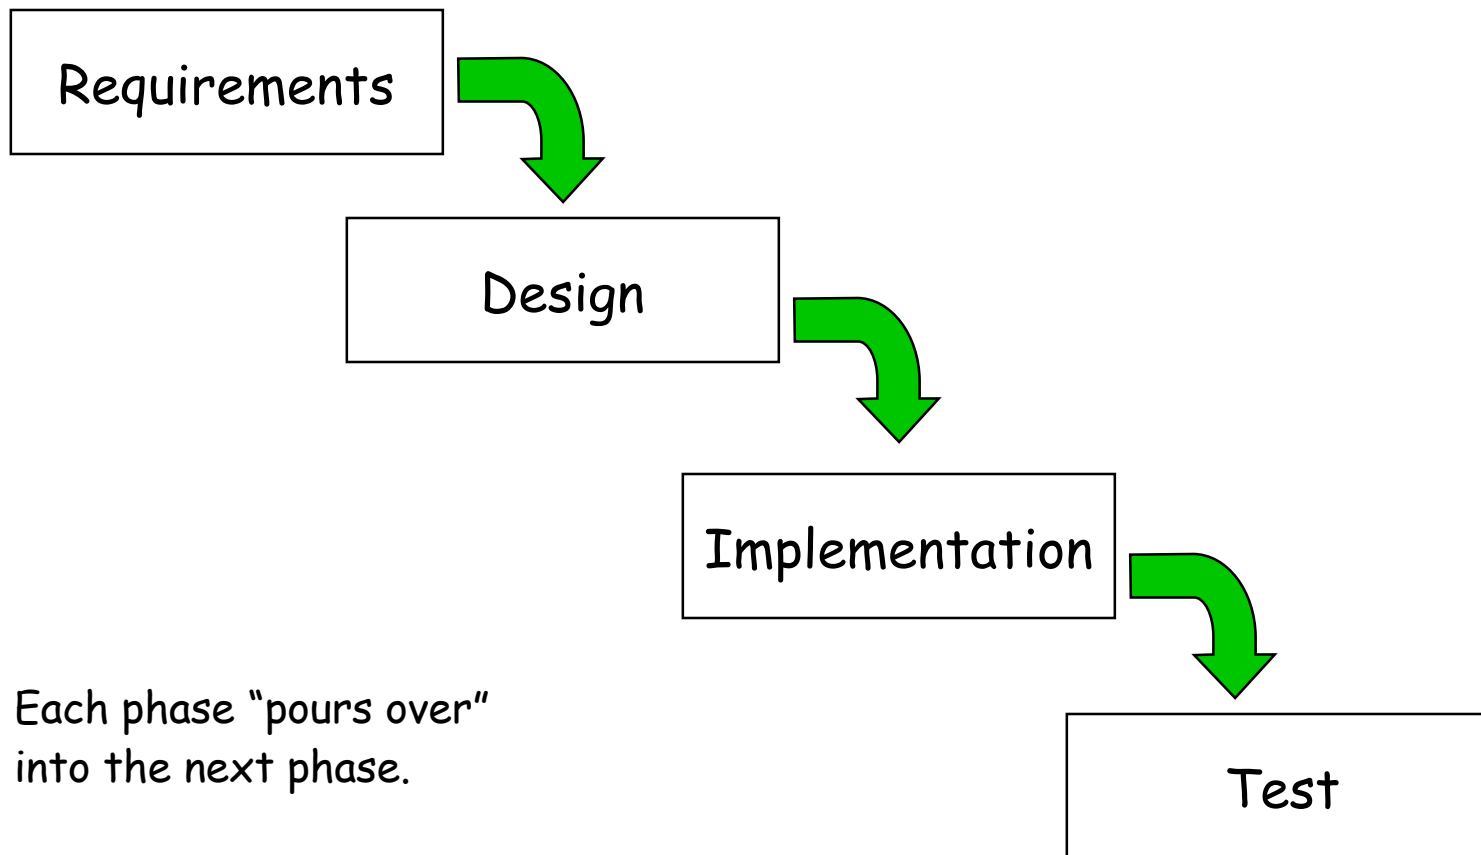 Requirements
Design
Implementation
Each phase “pours over”
into the next phase.
Test